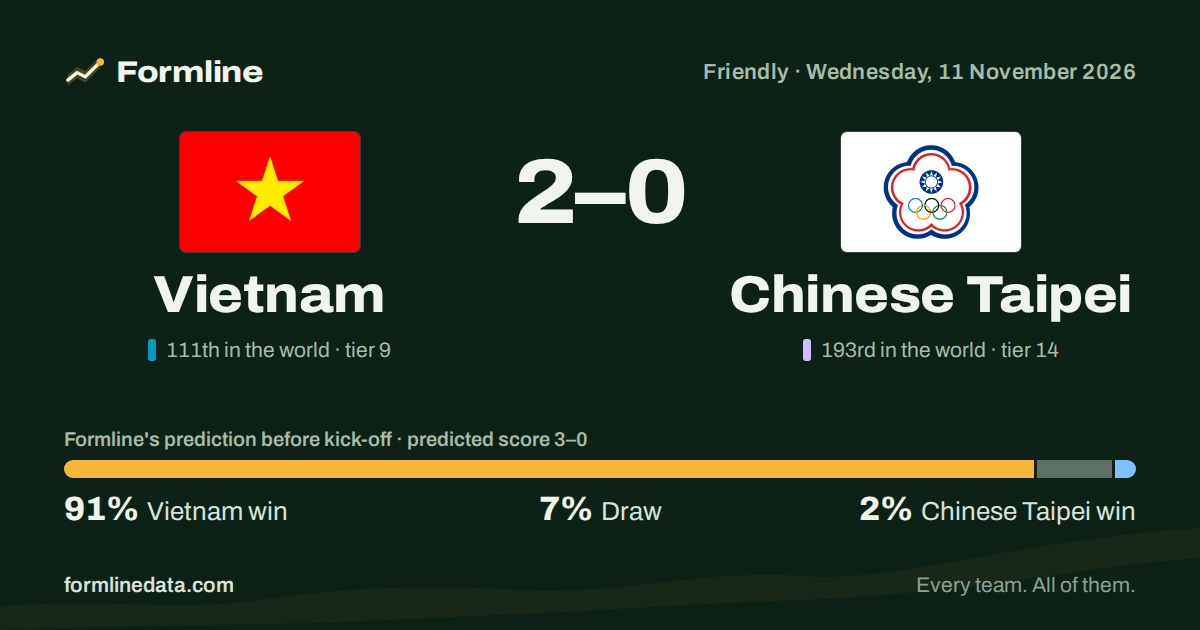 Formline
Friendly · Wednesday, 11 November 2026
2–0
Vietnam
Chinese Taipei
111th in the world · tier 9
193rd in the world · tier 14
Formline's prediction before kick-off · predicted score 3–0
91% Vietnam win
7% Draw
2% Chinese Taipei win
formlinedata.com
Every team. All of them.